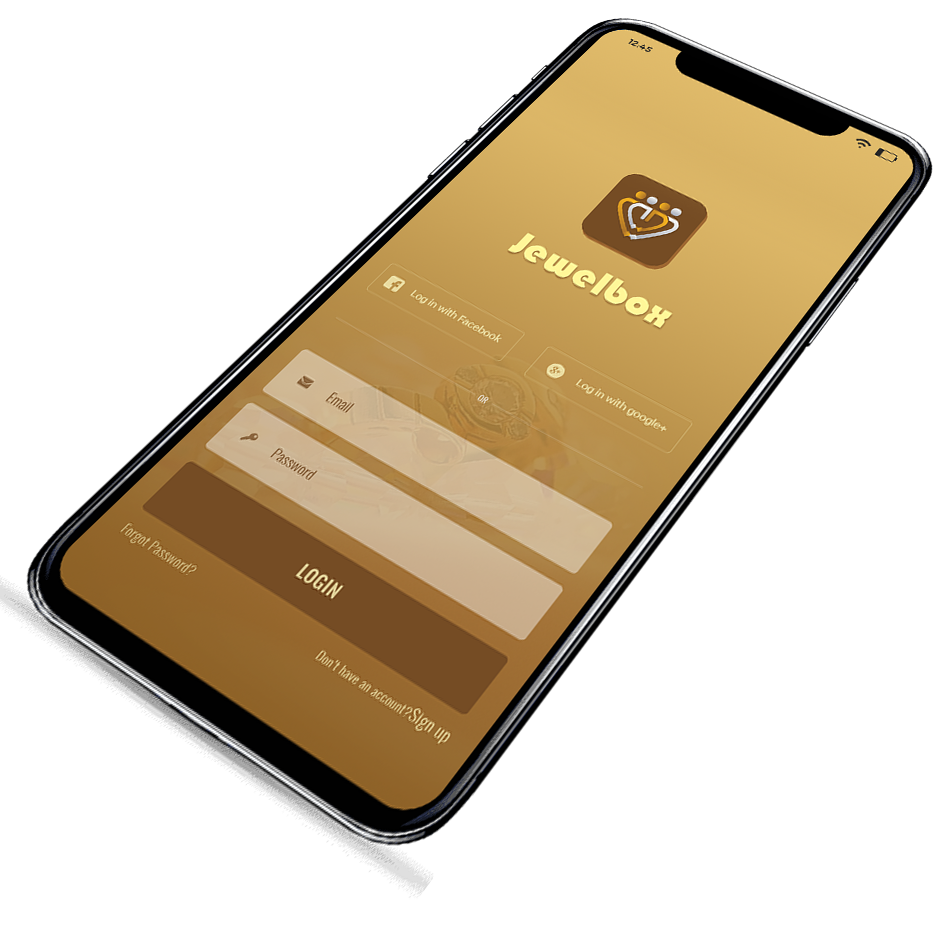 12.45
Jewelbox
Log in with Facebook
Log in with google+
OR
Email
Password
LOGIN
Forgot Password?
Don't have an account?Sign up